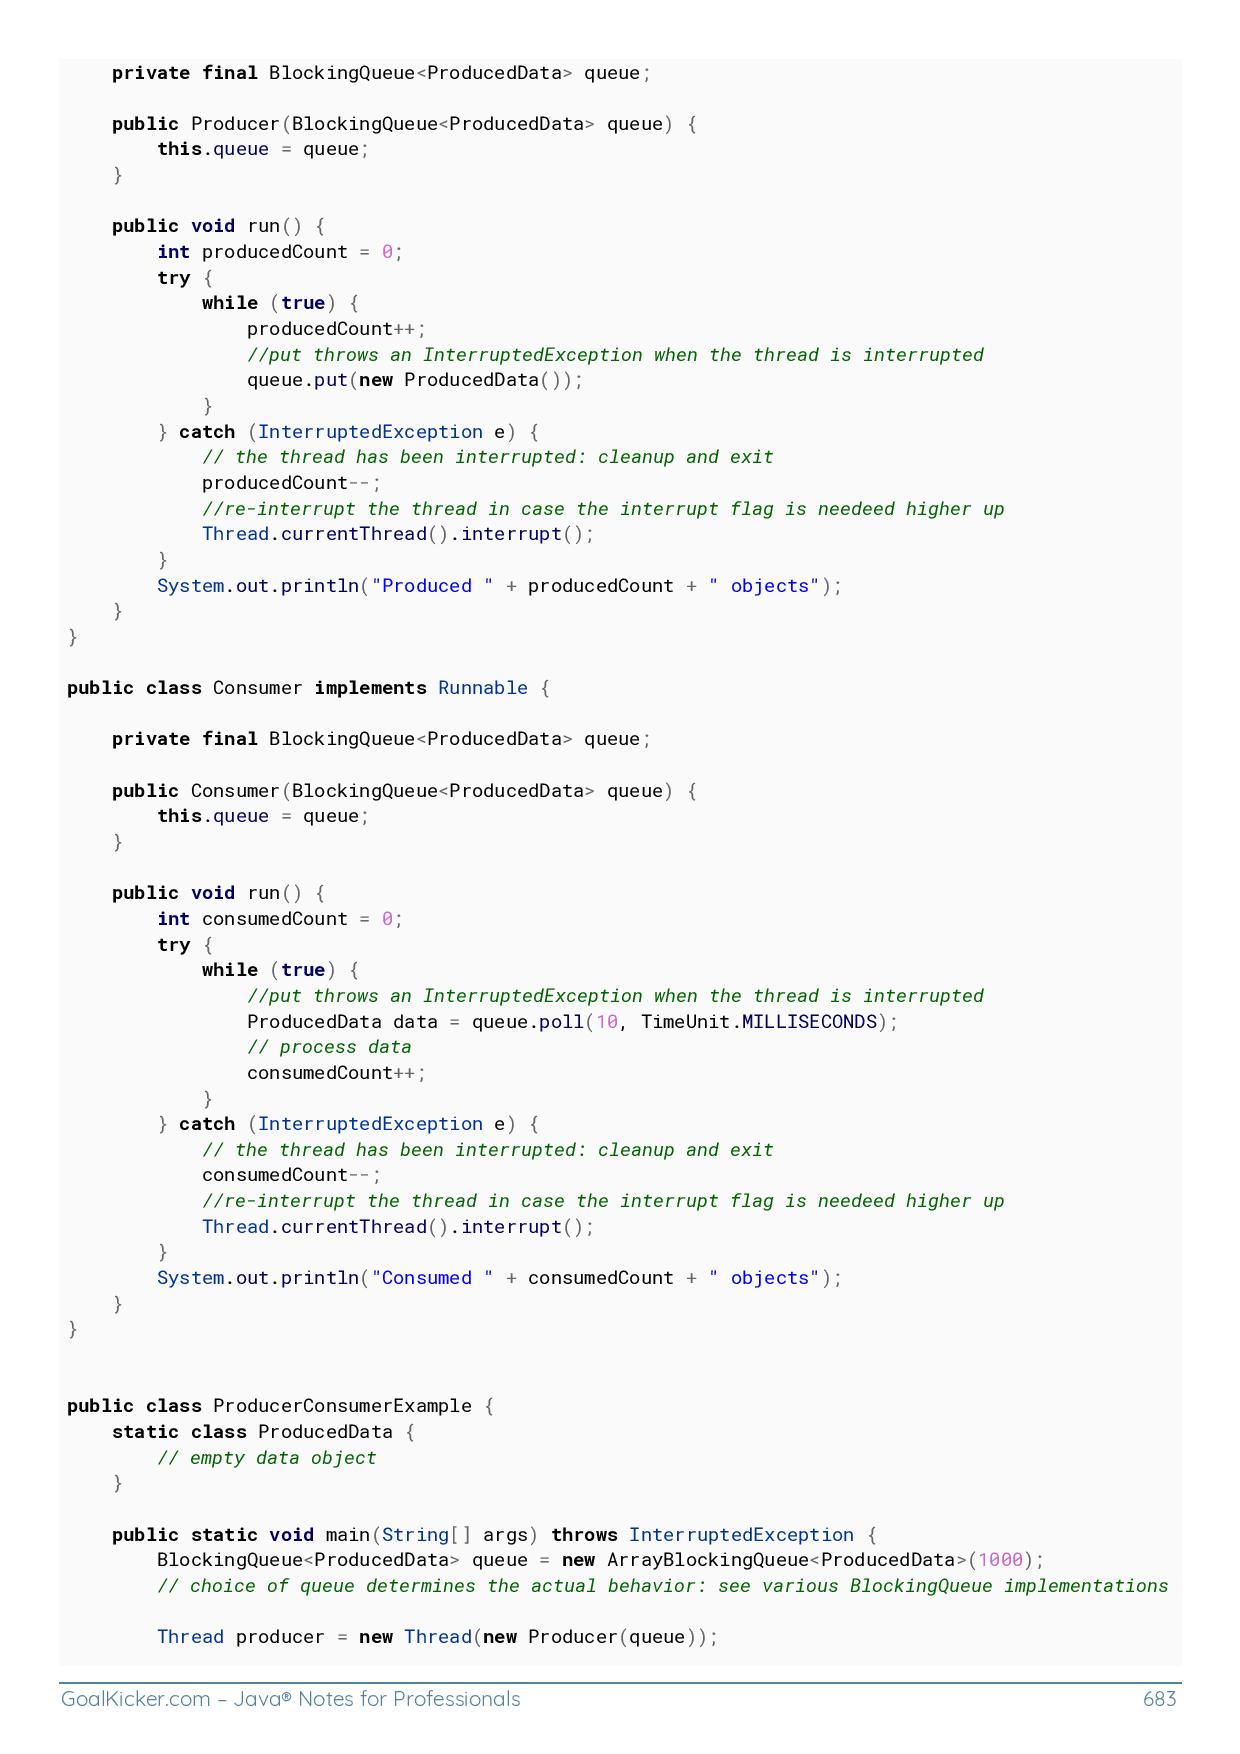 private final BlockingQueue<ProducedData> queue;

    public Producer(BlockingQueue<ProducedData> queue) {
        this.queue = queue;
    }

    public void run() {
        int producedCount = 0;
        try {
            while (true) {
                producedCount++;
                //put throws an InterruptedException when the thread is interrupted
                queue.put(new ProducedData());
            }
        } catch (InterruptedException e) {
            // the thread has been interrupted: cleanup and exit
            producedCount--;
            //re-interrupt the thread in case the interrupt flag is needeed higher up
            Thread.currentThread().interrupt();
        }
        System.out.println("Produced " + producedCount + " objects");
    }
}

public class Consumer implements Runnable {

    private final BlockingQueue<ProducedData> queue;

    public Consumer(BlockingQueue<ProducedData> queue) {
        this.queue = queue;
    }

    public void run() {
        int consumedCount = 0;
        try {
            while (true) {
                //put throws an InterruptedException when the thread is interrupted
                ProducedData data = queue.poll(10, TimeUnit.MILLISECONDS);
                // process data
                consumedCount++;
            }
        } catch (InterruptedException e) {
            // the thread has been interrupted: cleanup and exit
            consumedCount--;
            //re-interrupt the thread in case the interrupt flag is needeed higher up
            Thread.currentThread().interrupt();
        }
        System.out.println("Consumed " + consumedCount + " objects");
    }
}


public class ProducerConsumerExample {
    static class ProducedData {
        // empty data object
    }

    public static void main(String[] args) throws InterruptedException {
        BlockingQueue<ProducedData> queue = new ArrayBlockingQueue<ProducedData>(1000);
        // choice of queue determines the actual behavior: see various BlockingQueue implementations

        Thread producer = new Thread(new Producer(queue));
GoalKicker.com – Java® Notes for Professionals 683